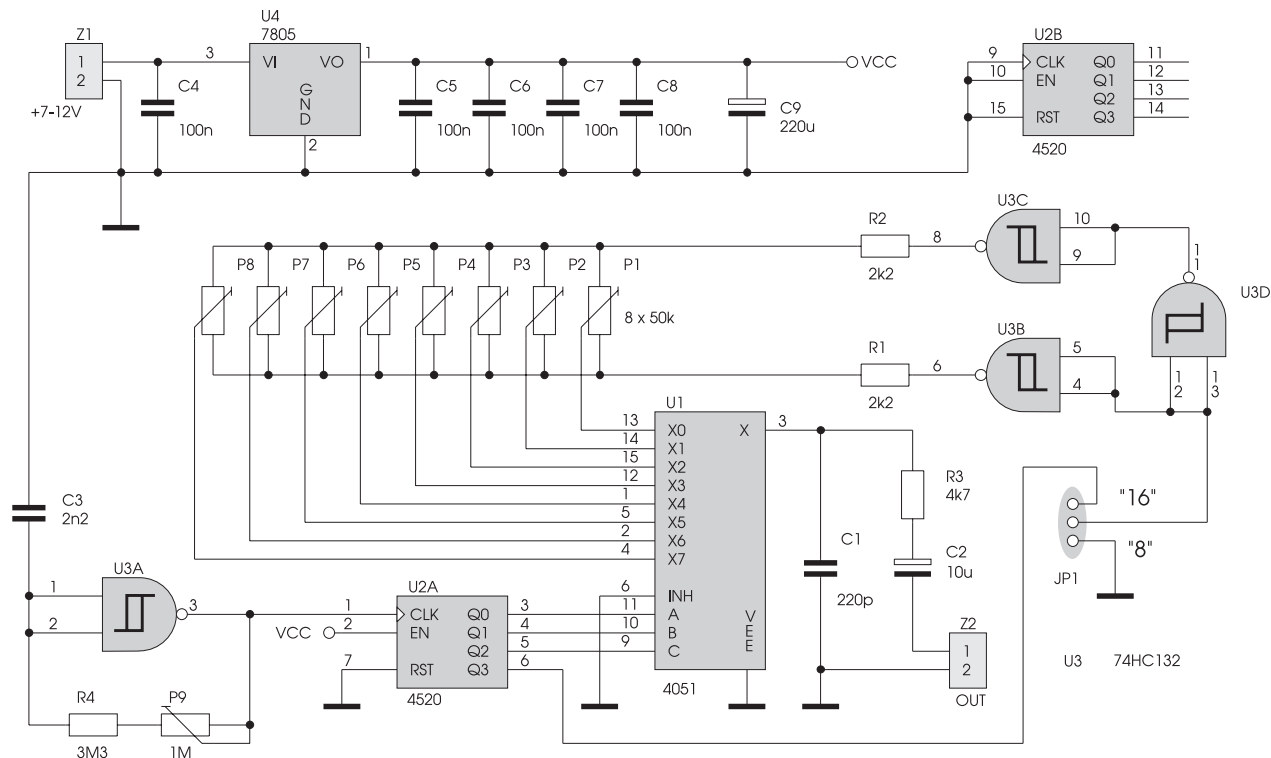 U4
7805
Z1
1
2
+7-12V
3
VI
VO
GND
1
2
C4
100n
C5
100n
C6
100n
C7
100n
C8
100n
C9
220u
VCC
U2B
9
10
15
CLK
EN
RST
Q0
Q1
Q2
Q3
11
12
13
14
4520
P8
P7
P6
P5
P4
P3
P2
P1
8 x 50k
R2
2k2
8
U3C
10
9
11
U3D
12
13
R1
2k2
6
U3B
5
4
U1
13
14
15
12
1
5
2
4
6
11
10
9
X0
X1
X2
X3
X4
X5
X6
X7
INH
A
B
C
X
VEE
3
4051
C3
2n2
U3A
1
2
3
R4
3M3
P9
1M
VCC
U2A
1
2
7
CLK
EN
RST
Q0
Q1
Q2
Q3
3
4
5
6
4520
C1
220p
R3
4k7
C2
10u
Z2
1
2
OUT
"16"
"8"
JP1
U3 74HC132